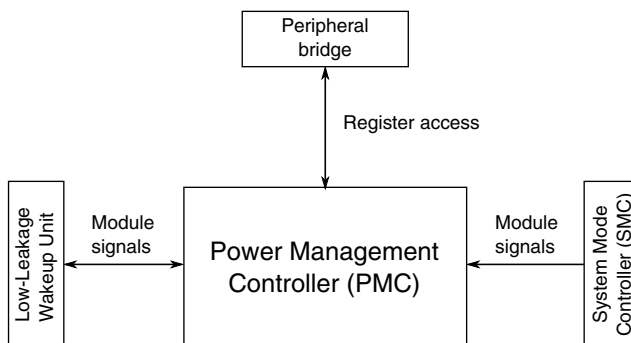 Peripheral
bridge
Register access
Low-Leakage
Wakeup Unit
Module
signals
Power Management
Controller (PMC)
Module
signals
System Mode
Controller (SMC)